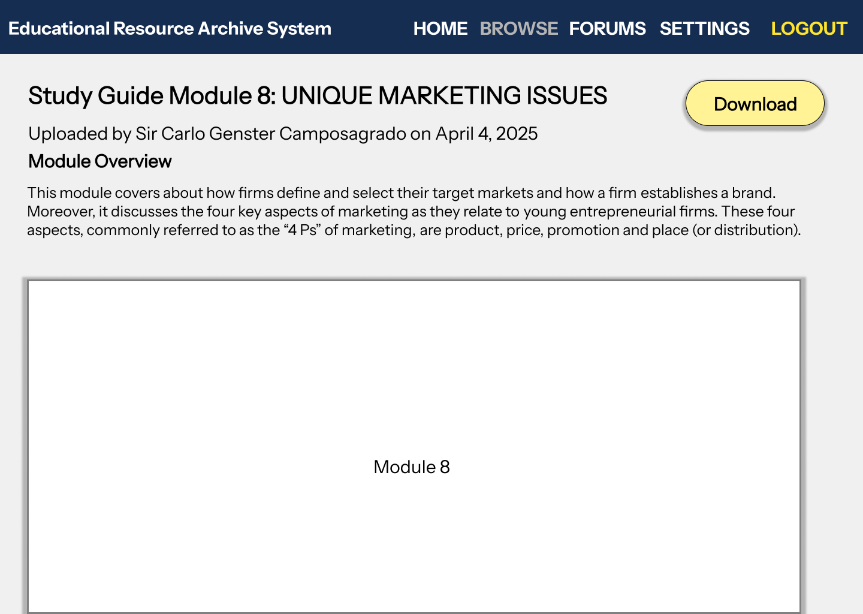 Educational Resource Archive System HOME BROWSE FORUMS SETTINGS LOGOUT
Study Guide Module 8: UNIQUE MARKETING ISSUES
Download
Uploaded by Sir Carlo Genster Camposagrado on April 4, 2025
Module Overview
This module covers about how firms define and select their target markets and how a firm establishes a brand.
Moreover, it discusses the four key aspects of marketing as they relate to young entrepreneurial firms. These four
aspects, commonly referred to as the “4 Ps” of marketing, are product, price, promotion and place (or distribution).
Module 8